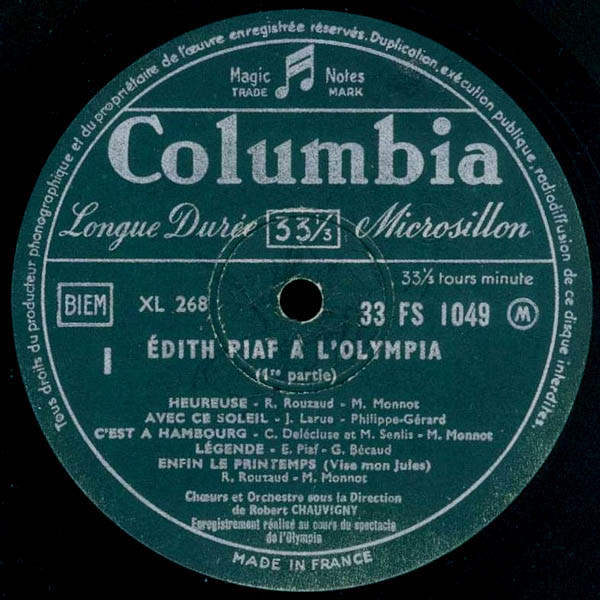 Tous droits du producteur phonographique et du propriétaire de l'œuvre enregistrée réservés. Duplication, exécution publique, radiodiffusion de ce disque interdites.
Magic Notes
TRADE MARK
Columbia
Longue Durée 33⅓ Microsillon
33⅓ tours minute
BIEM XL 268 33 FS 1049 M
1 ÉDITH PIAF À L'OLYMPIA
(1re partie)
HEUREUSE - R. Rouzaud - M. Monnot
AVEC CE SOLEIL - J. Larue - Philippe-Gérard
C'EST A HAMBOURG - C. Delécluse et M. Senlis - M. Monnot
LÉGENDE - E. Piaf - G. Bécaud
ENFIN LE PRINTEMPS (Vise mon Jules)
R. Rouzaud - M. Monnot
Chœurs et Orchestre sous la Direction
de Robert CHAUVIGNY
Enregistrement réalisé au cours du spectacle
de l'Olympia
MADE IN FRANCE